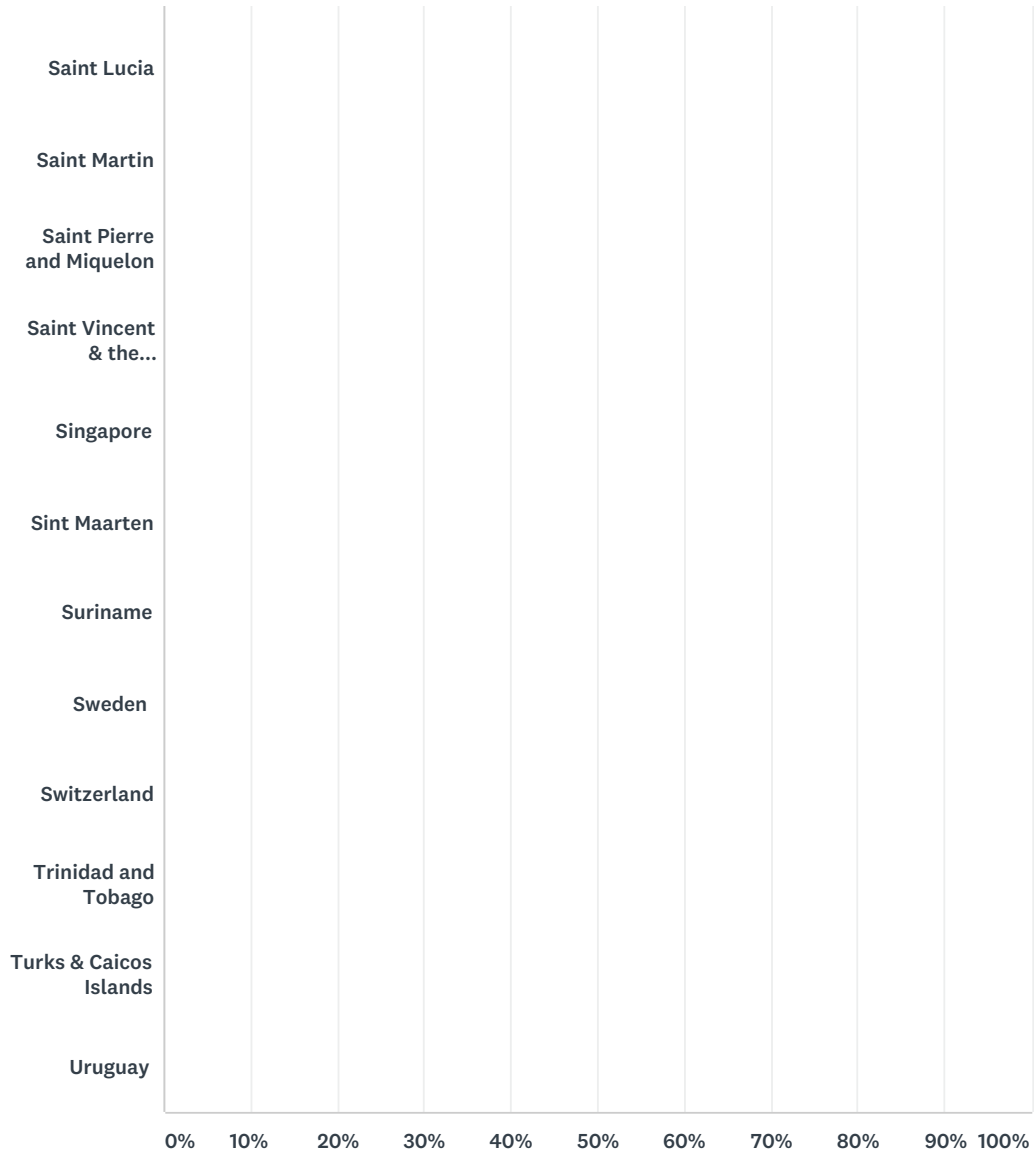 Saint Lucia
Saint Martin
Saint Pierre
and Miquelon
Saint Vincent
& the...
Singapore
Sint Maarten
Suriname
Sweden
Switzerland
Trinidad and
Tobago
Turks & Caicos
Islands
Uruguay
0% 10% 20% 30% 40% 50% 60% 70% 80% 90% 100%